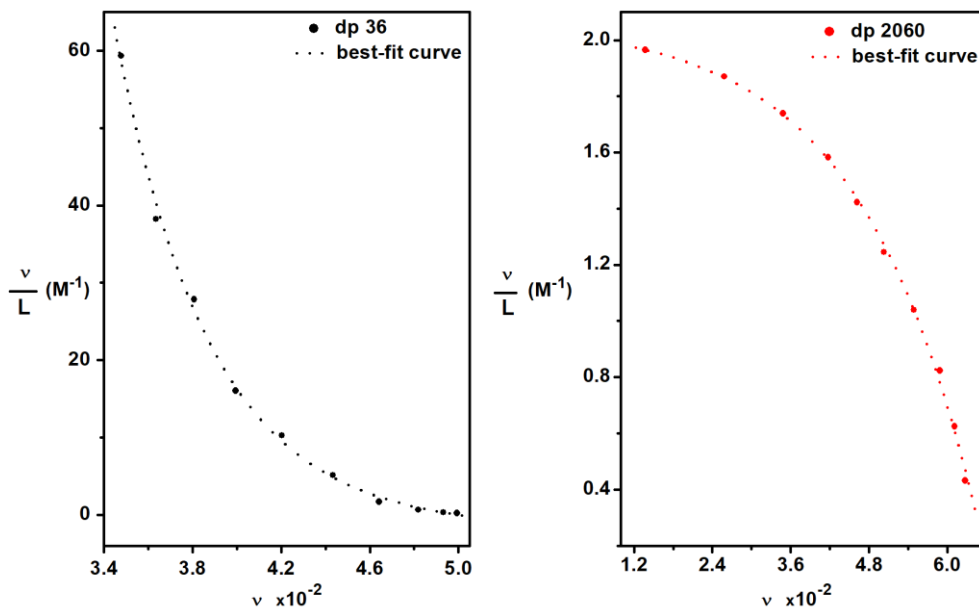 dp 36
best-fit curve
60
40
20
0
ν
L
(M⁻¹)
3.4 3.8 4.2 4.6 5.0
ν x10⁻²
dp 2060
best-fit curve
2.0
1.6
1.2
0.8
0.4
ν
L
(M⁻¹)
1.2 2.4 3.6 4.8 6.0
ν x10⁻²